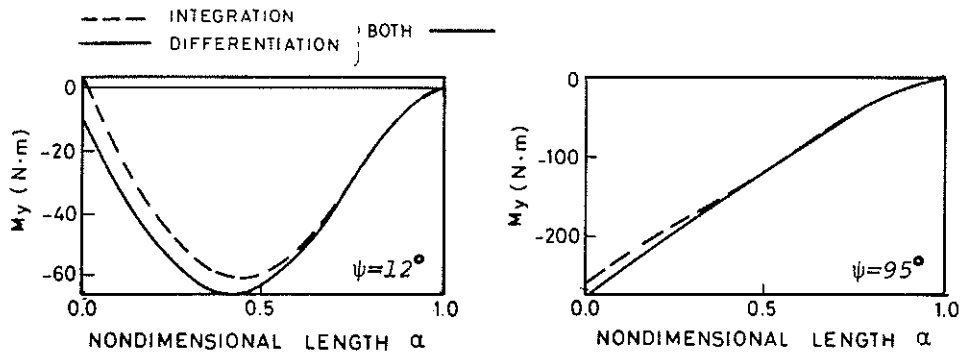 INTEGRATION
DIFFERENTIATION
BOTH
0
-20
-40
-60
My (N·m)
0.0
0.5
1.0
ψ=12°
NONDIMENSIONAL LENGTH α
0
-100
-200
My (N·m)
0.0
0.5
1.0
ψ=95°
NONDIMENSIONAL LENGTH α